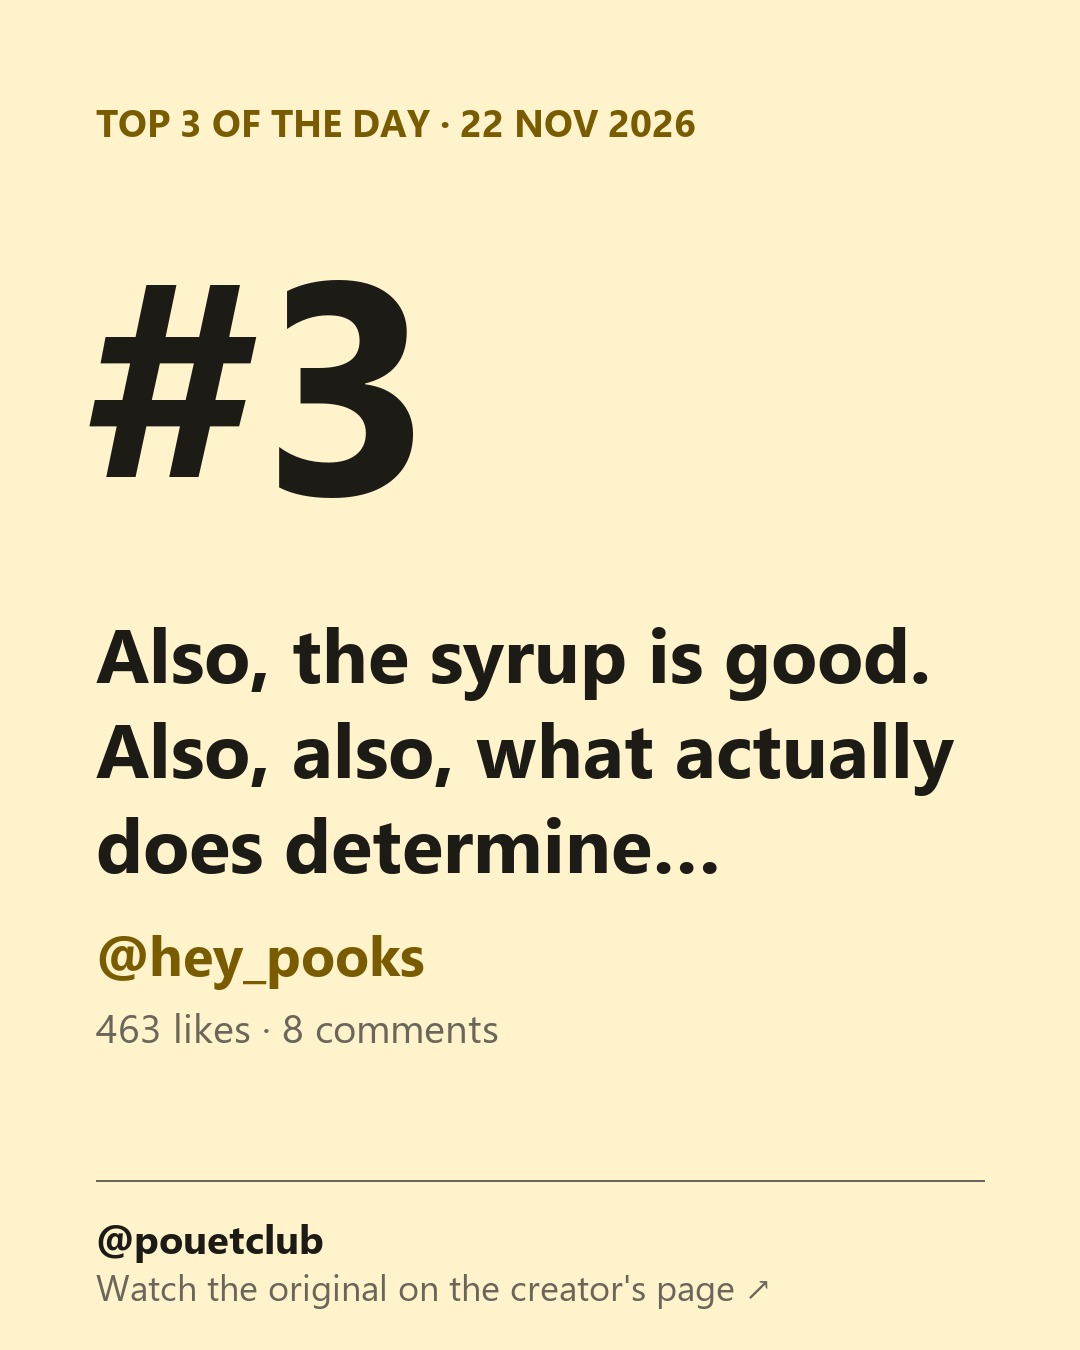 TOP 3 OF THE DAY · 22 NOV 2026
#3
Also, the syrup is good.
Also, also, what actually
does determine…
@hey_pooks
463 likes · 8 comments
@pouetclub
Watch the original on the creator's page ↗